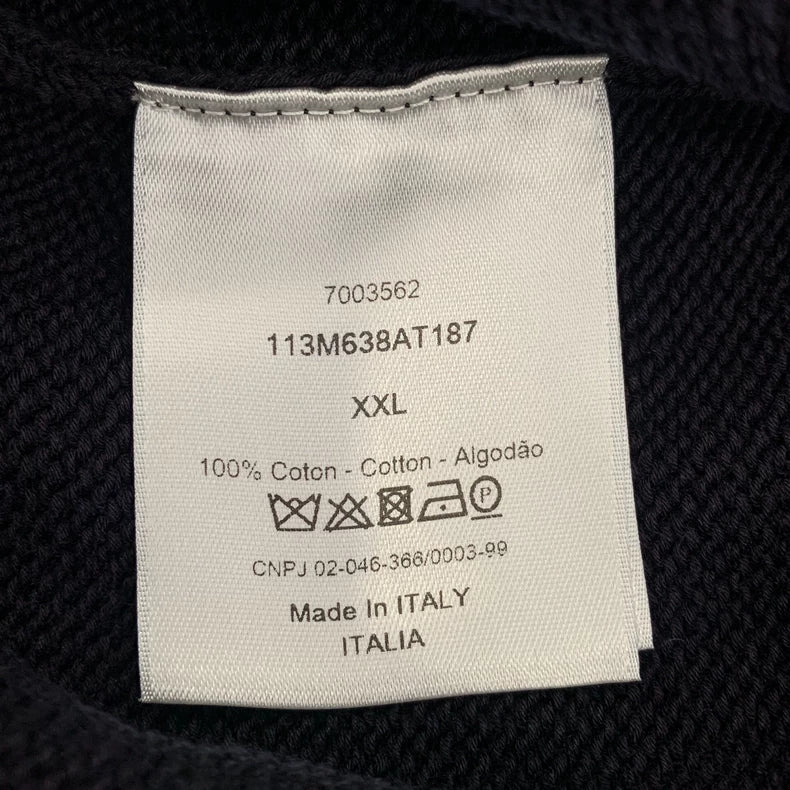 7003562
113M638AT187
XXL
100% Coton - Cotton - Algodão
P
CNPJ 02-046-366/0003-99
Made In ITALY
ITALIA